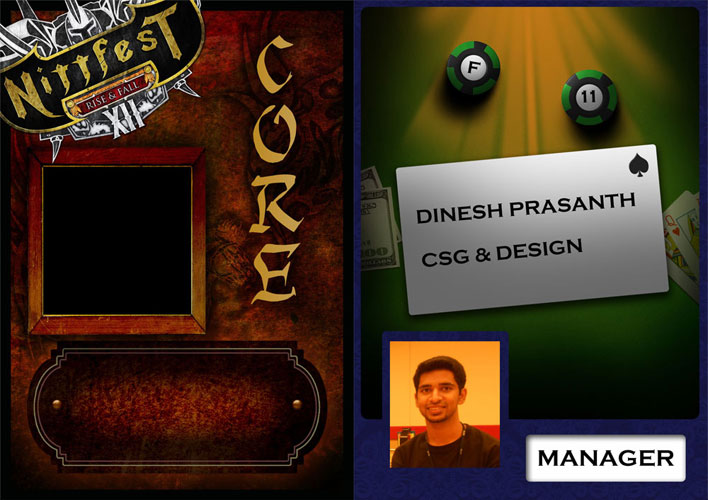 NITTFEST
RISE & FALL
XII
CORE
F
11
DINESH PRASANTH
CSG & DESIGN
MANAGER